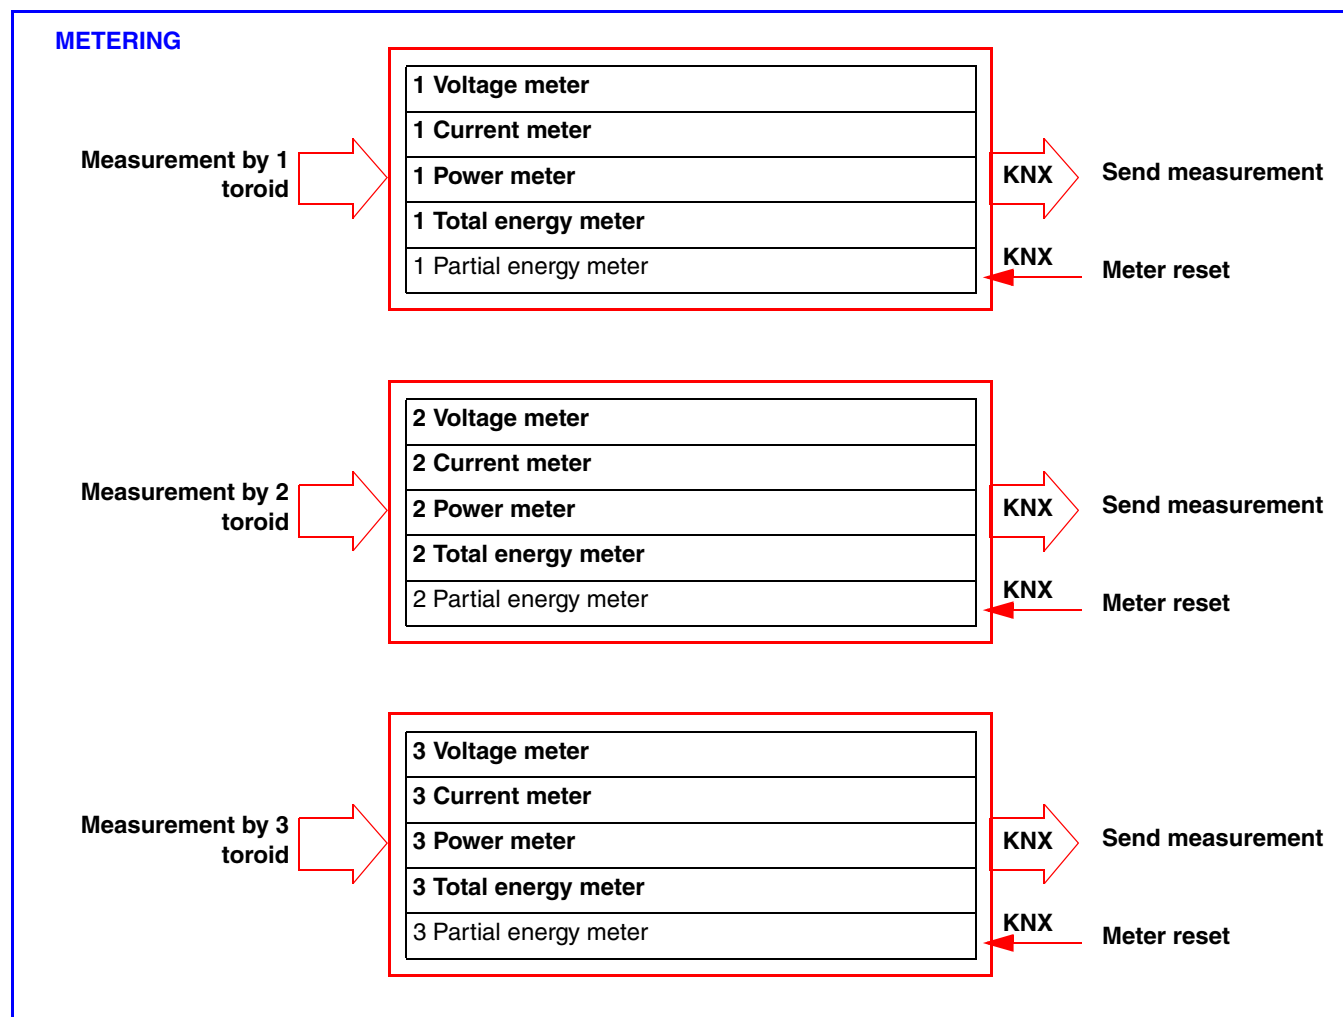 METERING
Measurement by 1
toroid
1 Voltage meter
1 Current meter
1 Power meter
1 Total energy meter
1 Partial energy meter
KNX
Send measurement
KNX
Meter reset
Measurement by 2
toroid
2 Voltage meter
2 Current meter
2 Power meter
2 Total energy meter
2 Partial energy meter
KNX
Send measurement
KNX
Meter reset
Measurement by 3
toroid
3 Voltage meter
3 Current meter
3 Power meter
3 Total energy meter
3 Partial energy meter
KNX
Send measurement
KNX
Meter reset